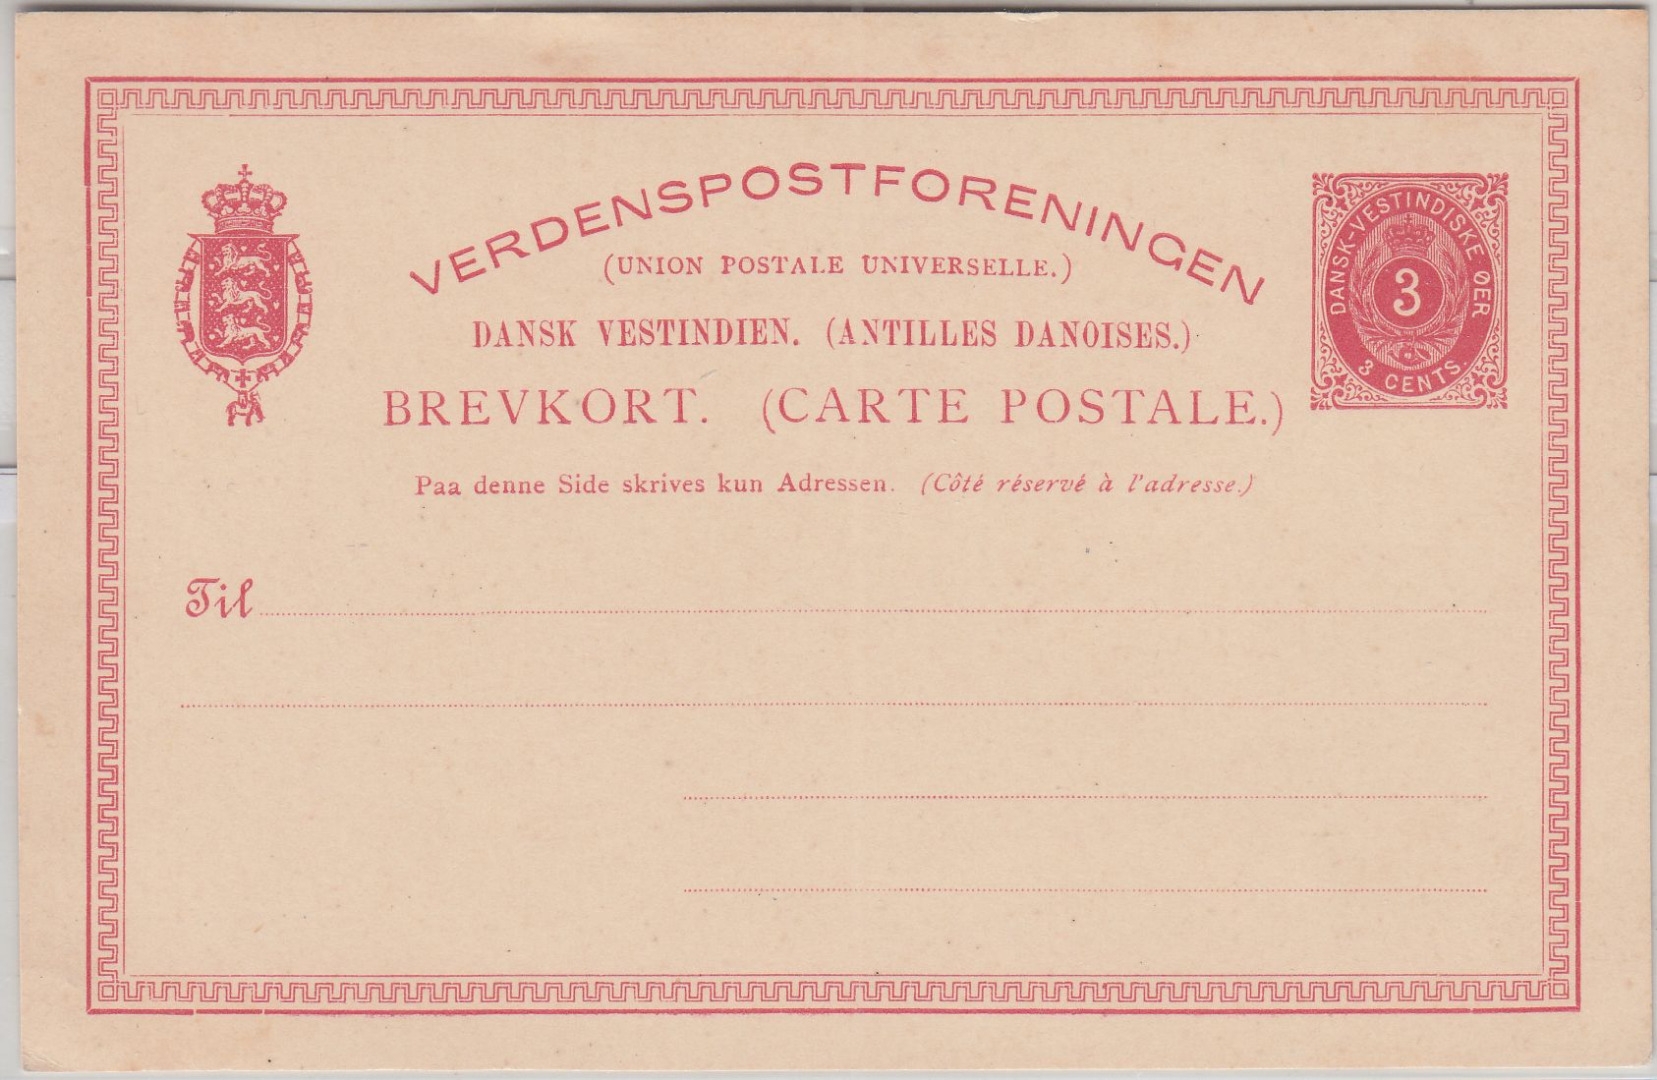 VERDENSPOSTFORENINGEN
(UNION POSTALE UNIVERSELLE.)
DANSK VESTINDIEN. (ANTILLES DANOISES.)
BREVKORT. (CARTE POSTALE.)
Paa denne Side skrives kun Adressen. (Côté réservé à l'adresse.)
DANSK-VESTINDISKE ØER
3
3 CENTS.
Til